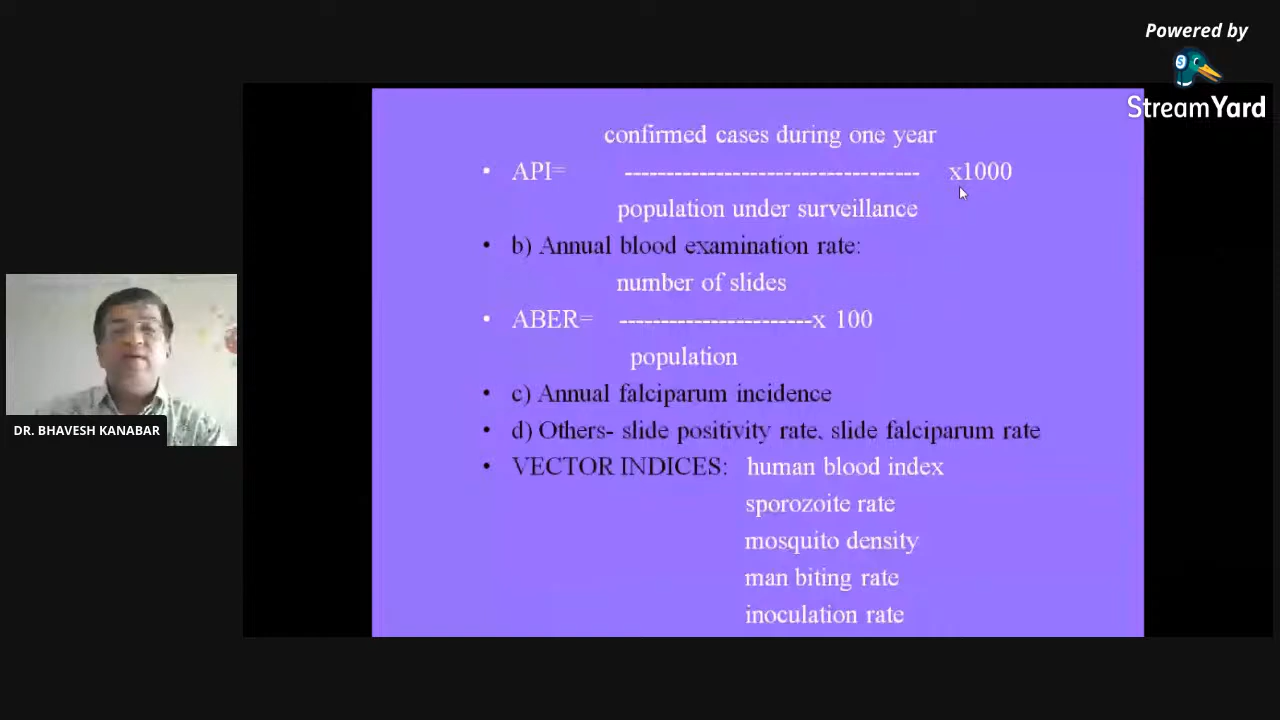 Powered by
StreamYard
confirmed cases during one year
• API= ----------------------------------- x1000
population under surveillance
• b) Annual blood examination rate:
number of slides
• ABER= -----------------------x 100
population
• c) Annual falciparum incidence
• d) Others- slide positivity rate, slide falciparum rate
• VECTOR INDICES: human blood index
sporozoite rate
mosquito density
man biting rate
inoculation rate
DR. BHAVESH KANABAR